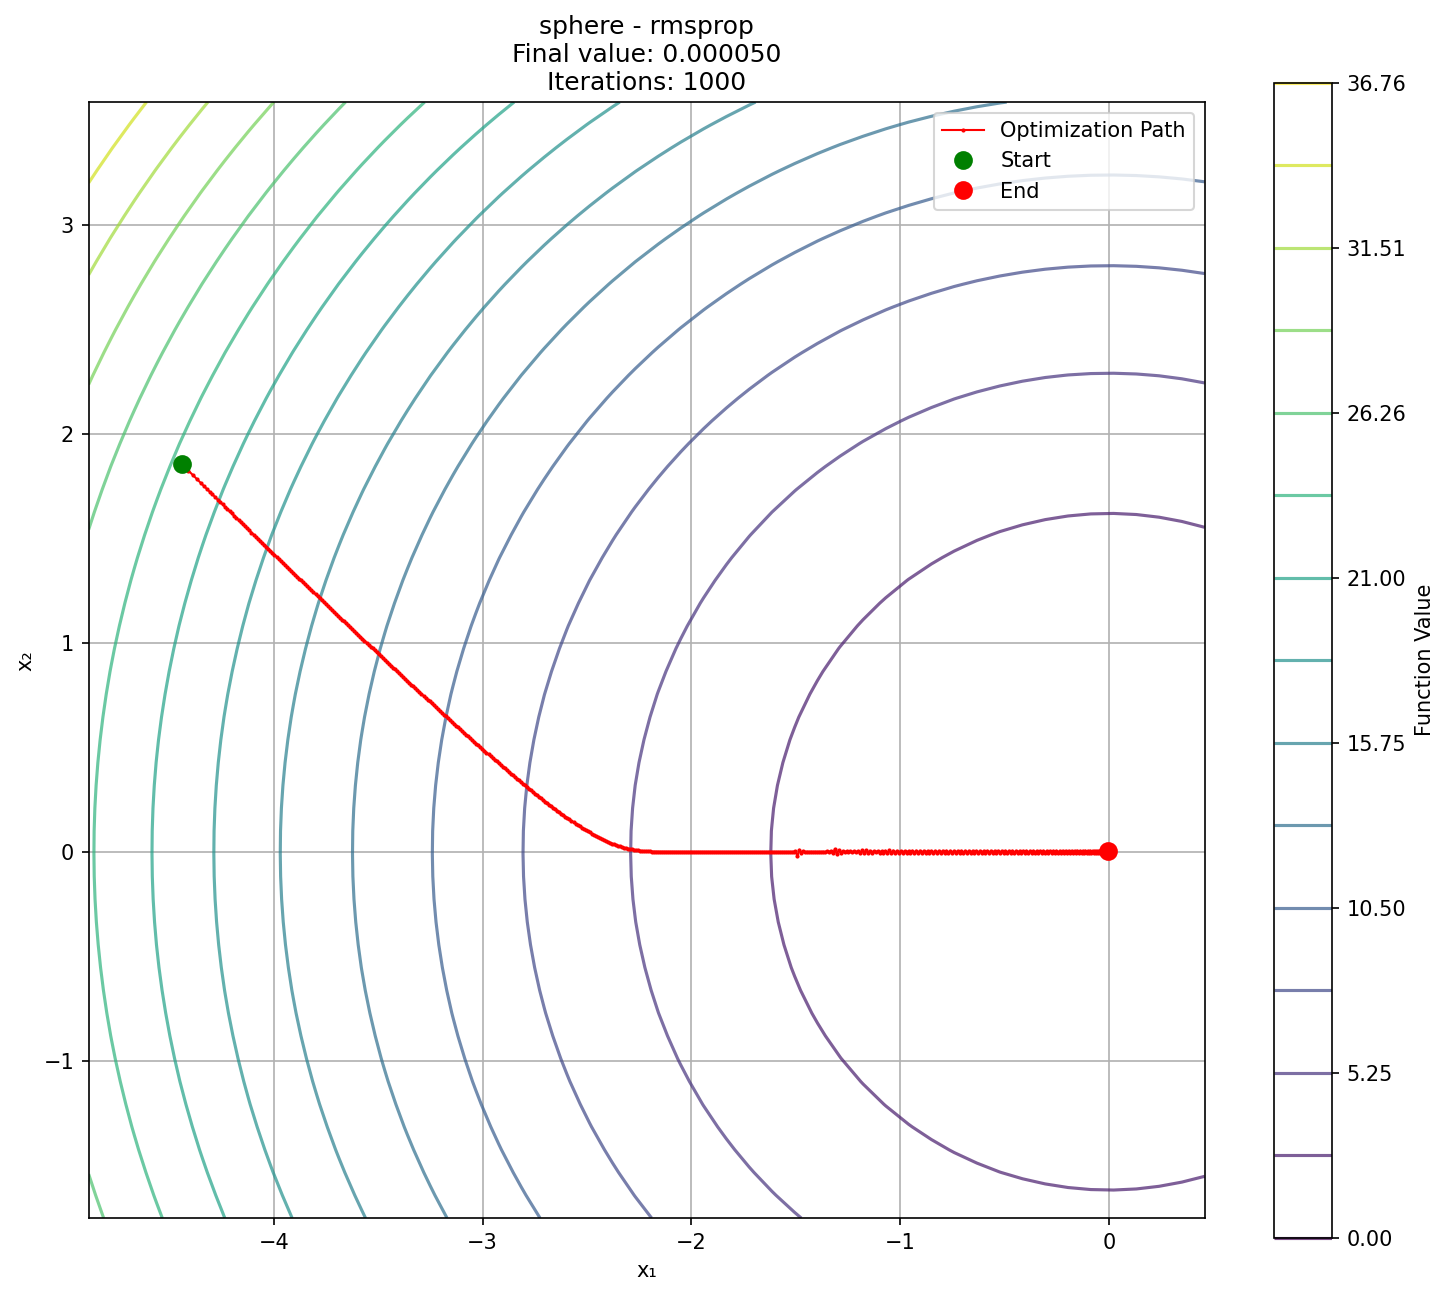 sphere - rmsprop
Final value: 0.000050
Iterations: 1000
Optimization Path
Start
End
3
2
1
0
−1
−4
−3
−2
−1
0
x₁
x₂
36.76
31.51
26.26
21.00
15.75
10.50
5.25
0.00
Function Value